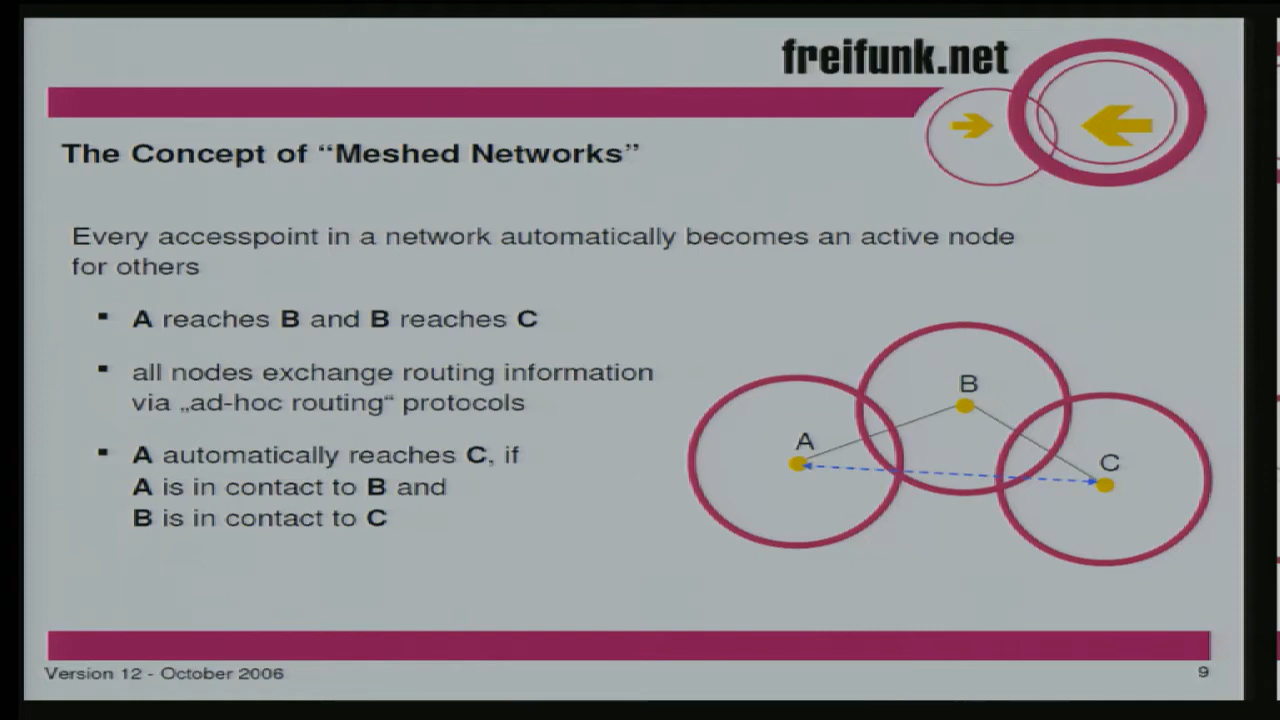 freifunk.net
The Concept of “Meshed Networks”
Every accesspoint in a network automatically becomes an active node
for others
▪ A reaches B and B reaches C
▪ all nodes exchange routing information
via „ad-hoc routing“ protocols
▪ A automatically reaches C, if
A is in contact to B and
B is in contact to C
A
B
C
Version 12 - October 2006
9